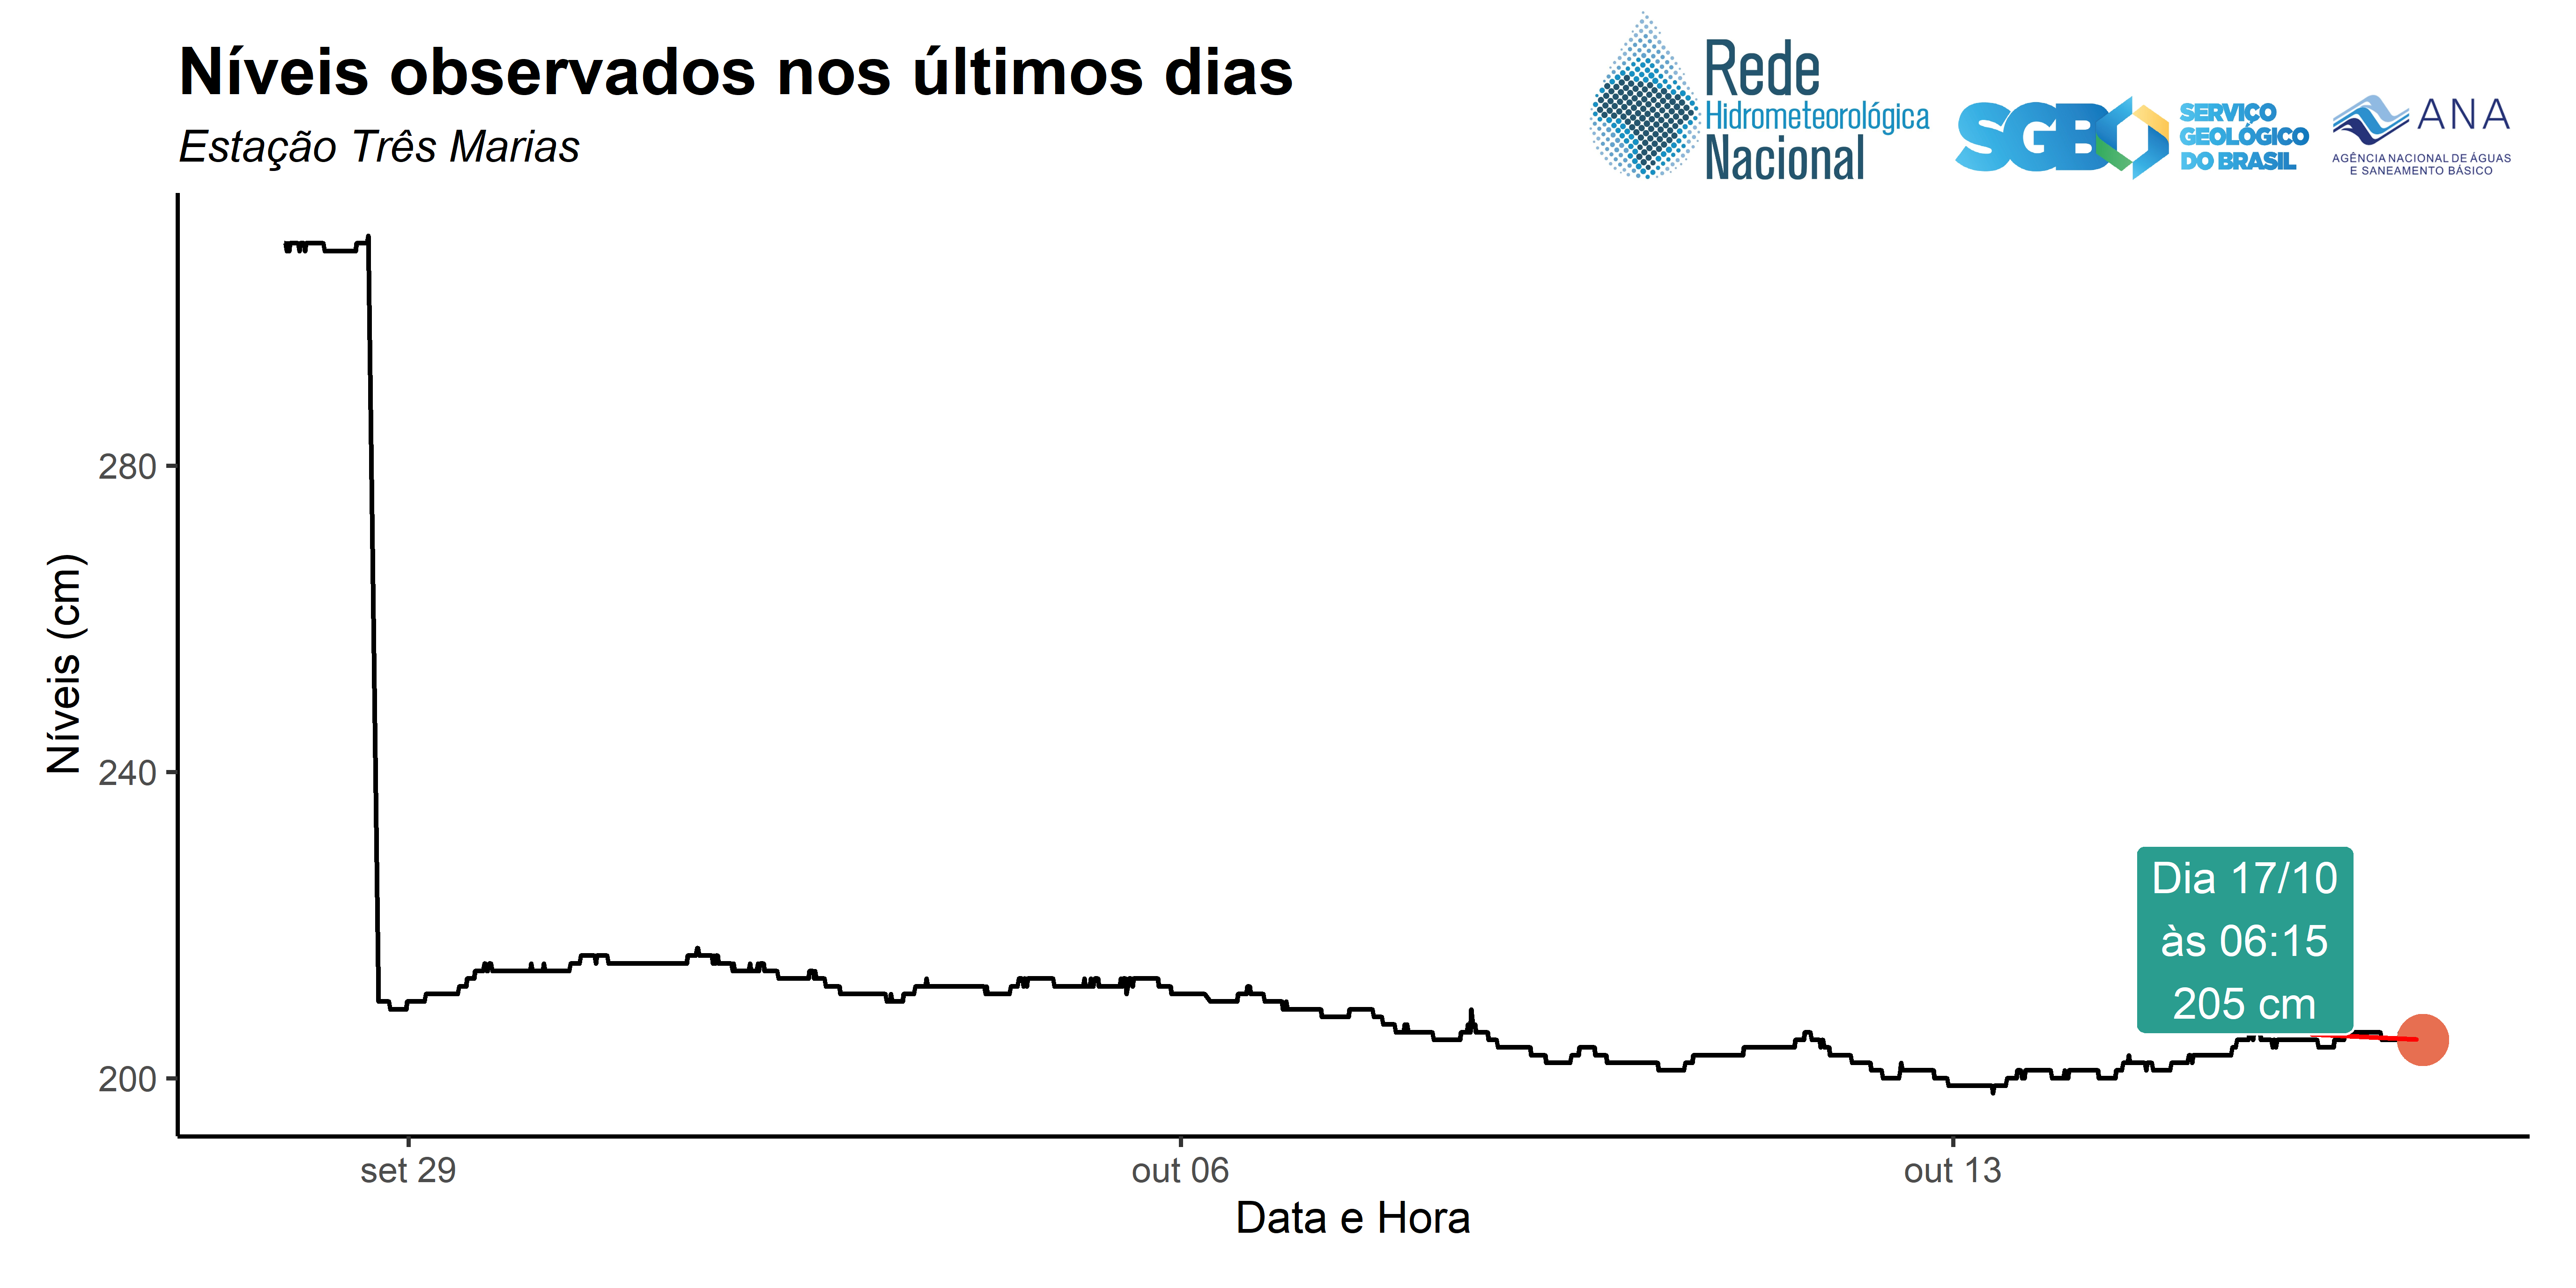 Níveis observados nos últimos dias
Estação Três Marias
Rede
Hidrometeorológica
Nacional
SGB
SERVIÇO
GEOLÓGICO
DO BRASIL
ANA
AGÊNCIA NACIONAL DE ÁGUAS
E SANEAMENTO BÁSICO
Níveis (cm)
280
240
200
Dia 17/10
às 06:15
205 cm
set 29
out 06
out 13
Data e Hora